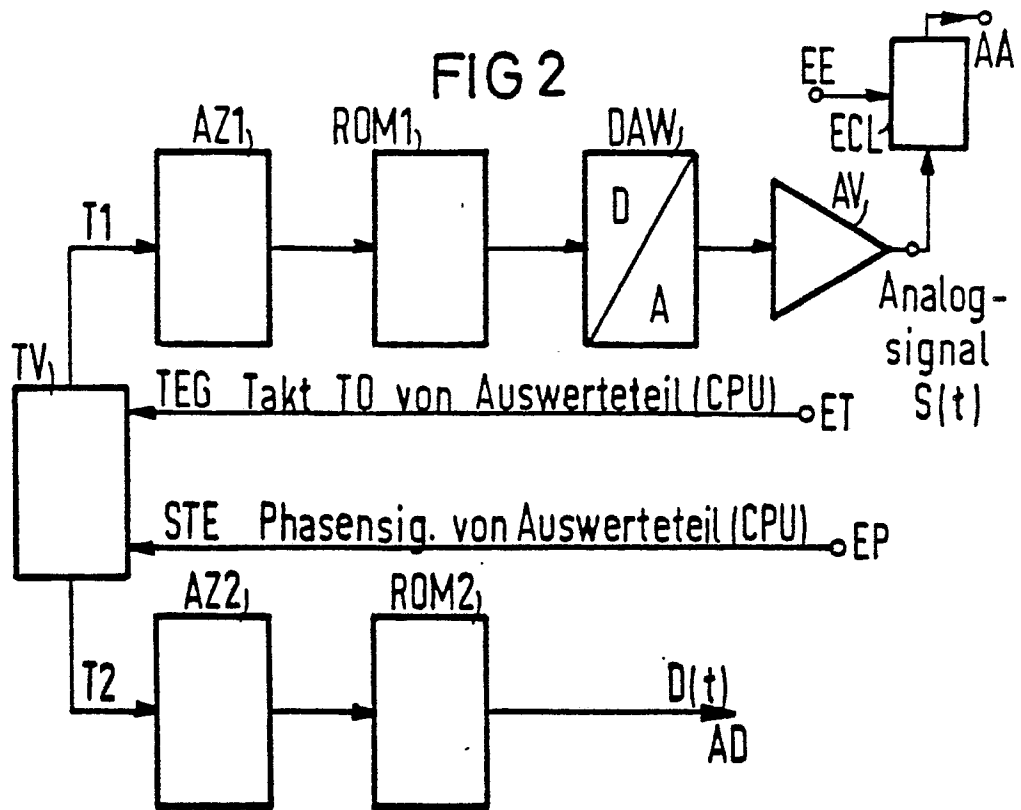 FIG 2
AA
EE
ECL
AZ1
ROM1
DAW
AV
T1
D
A
Analog-
signal
S(t)
TV
TEG Takt T0 von Auswerteteil (CPU)
ET
STE Phasensig. von Auswerteteil (CPU)
EP
AZ2
ROM2
T2
D(t)
AD